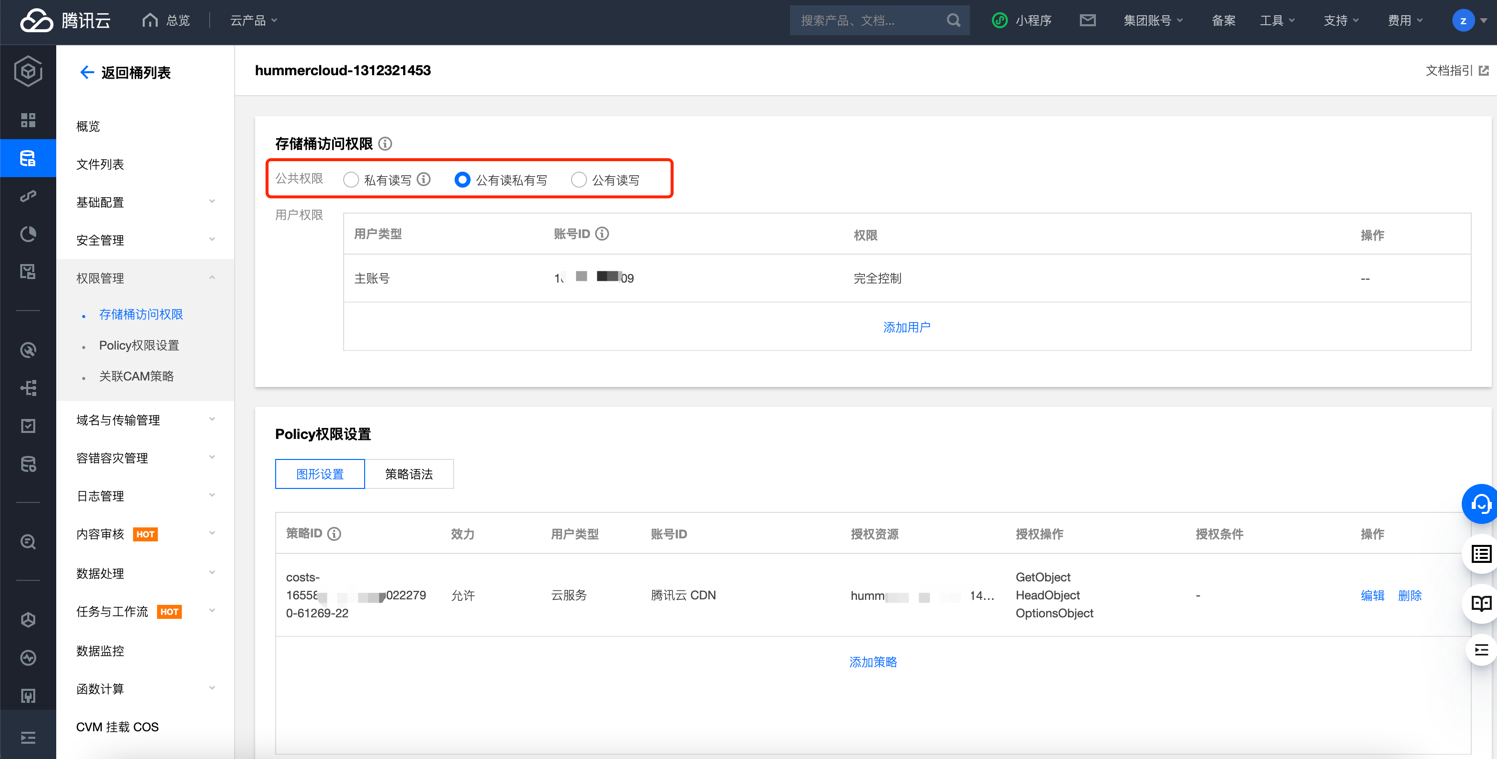 腾讯云
总览
云产品
搜索产品、文档...
小程序
集团账号
备案
工具
支持
费用
z
返回桶列表
hummercloud-1312321453
文档指引
概览
文件列表
基础配置
安全管理
权限管理
存储桶访问权限
Policy权限设置
关联CAM策略
域名与传输管理
容错容灾管理
日志管理
内容审核 HOT
数据处理
任务与工作流 HOT
数据监控
函数计算
CVM 挂载 COS
存储桶访问权限
公共权限 私有读写 公有读私有写 公有读写
用户权限
用户类型 账号ID 权限 操作
主账号 09 完全控制 --
添加用户
Policy权限设置
图形设置 策略语法
策略ID 效力 用户类型 账号ID 授权资源 授权操作 授权条件 操作
costs-
022279
0-61269-22
允许 云服务 腾讯云 CDN humm 14...
GetObject
HeadObject
OptionsObject
- 编辑 删除
添加策略